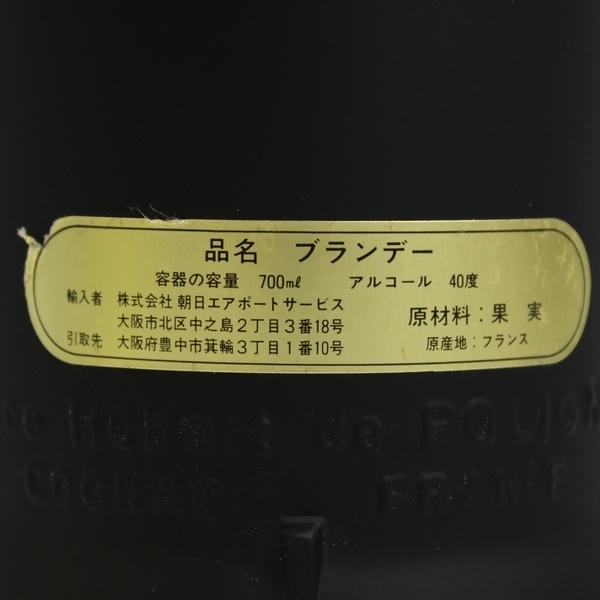 品名 ブランデー
容器の容量 700mℓ アルコール 40度
輸入者 株式会社 朝日エアポートサービス
大阪市北区中之島2丁目3番18号
引取先 大阪府豊中市箕輪3丁目1番10号
原材料：果実
原産地：フランス
ce Hubert de POLIGN
COGNAC FRANCE